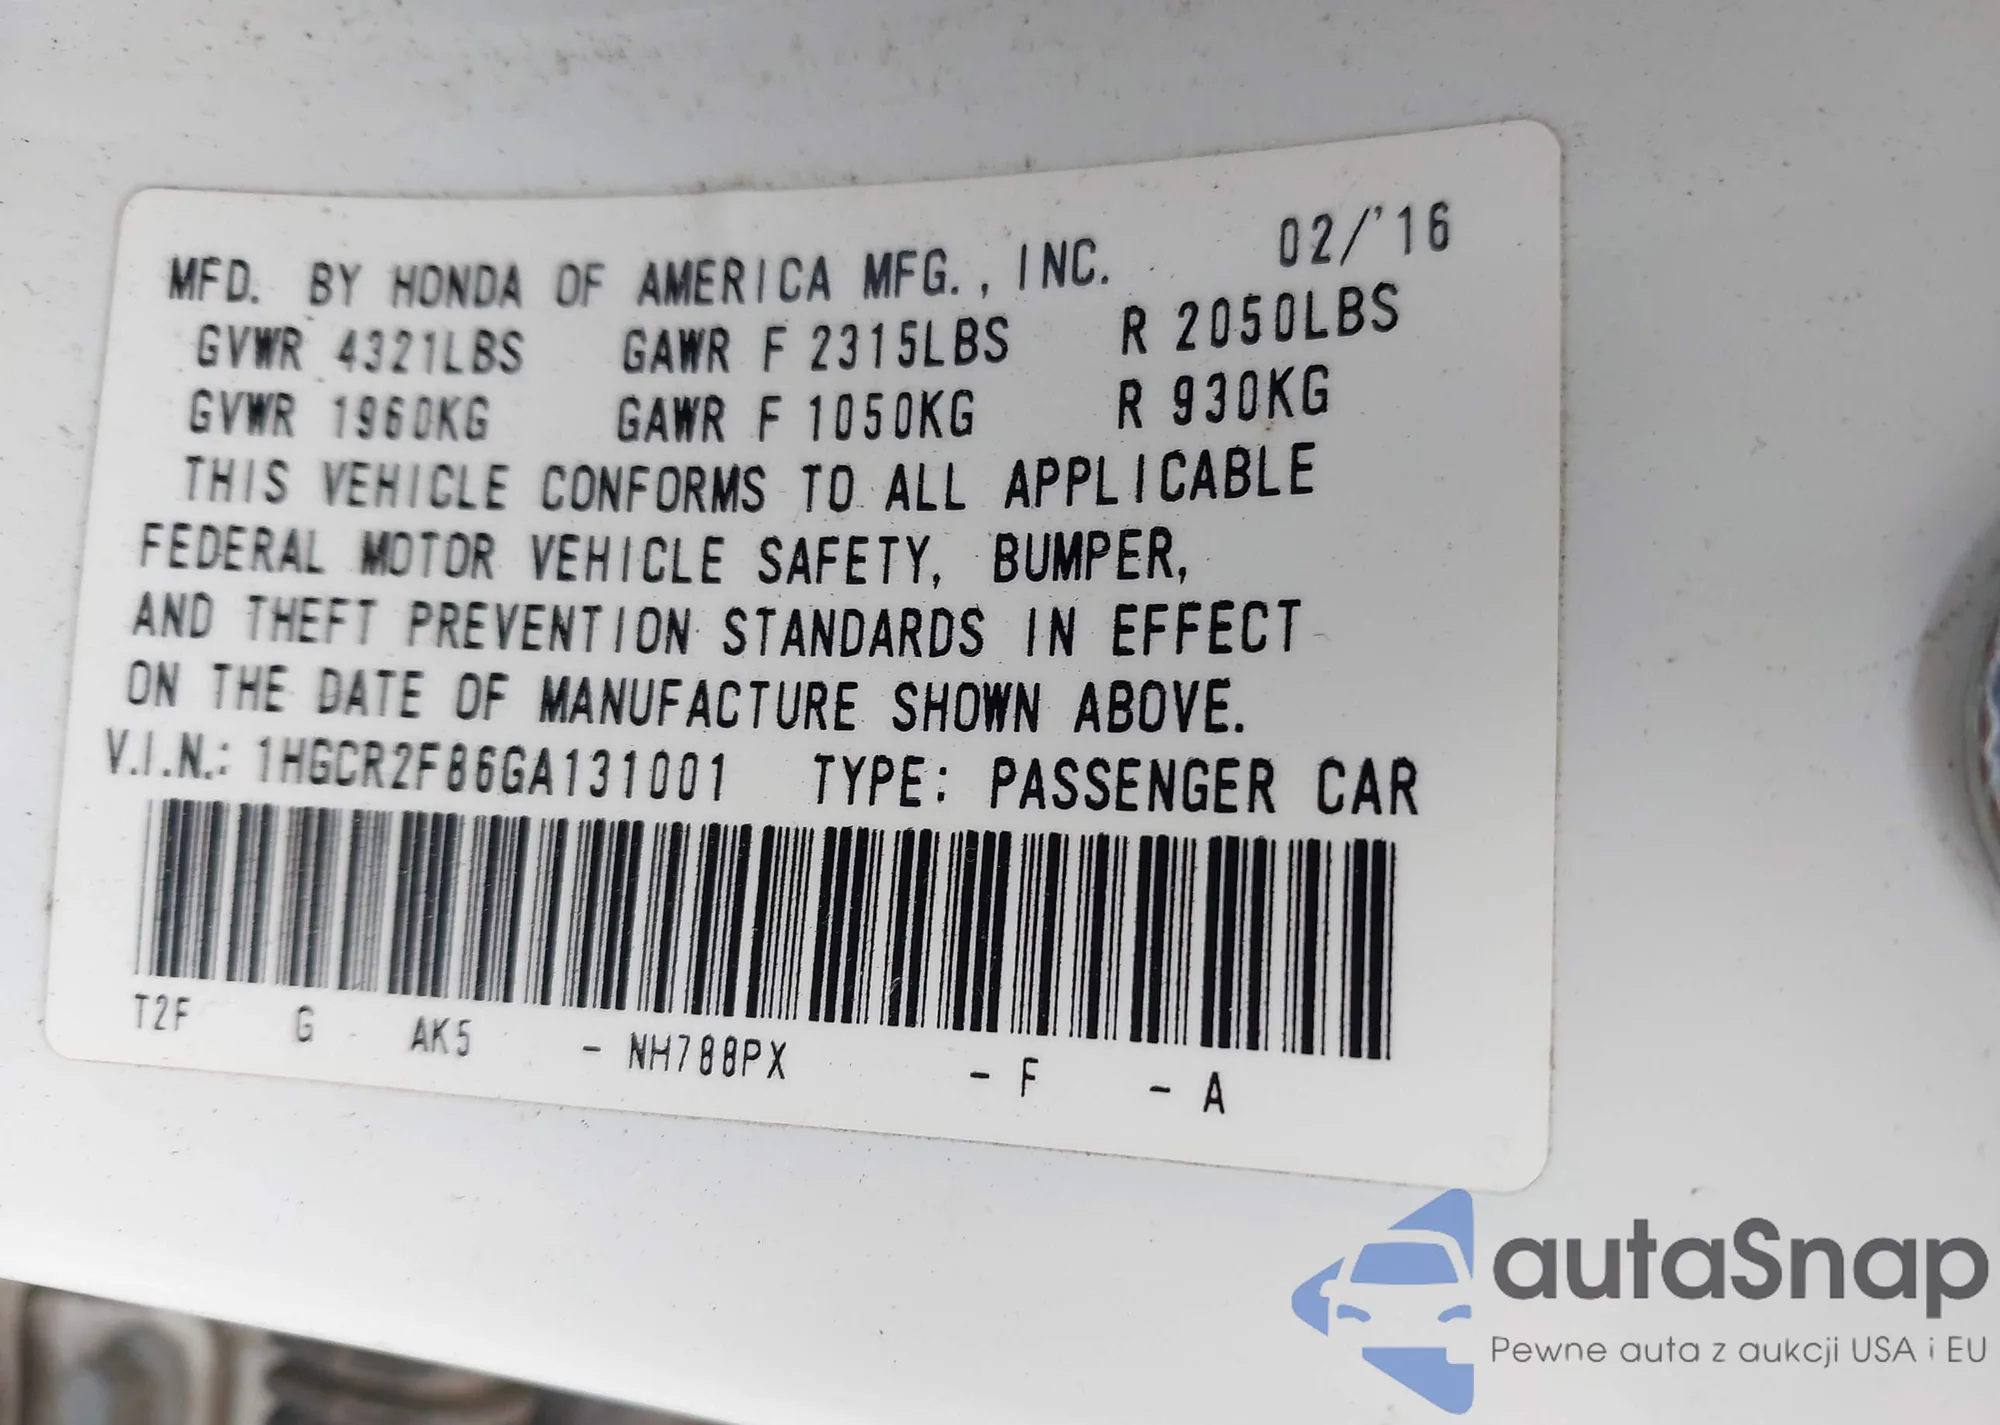 MFD. BY HONDA OF AMERICA MFG., INC. 02/'16
GVWR 4321LBS GAWR F 2315LBS R 2050LBS
GVWR 1960KG GAWR F 1050KG R 930KG
THIS VEHICLE CONFORMS TO ALL APPLICABLE
FEDERAL MOTOR VEHICLE SAFETY, BUMPER,
AND THEFT PREVENTION STANDARDS IN EFFECT
ON THE DATE OF MANUFACTURE SHOWN ABOVE.
V.I.N.: 1HGCR2F86GA131001 TYPE: PASSENGER CAR
T2F G AK5 - NH788PX - F - A
autaSnap
Pewne auta z aukcji USA i EU